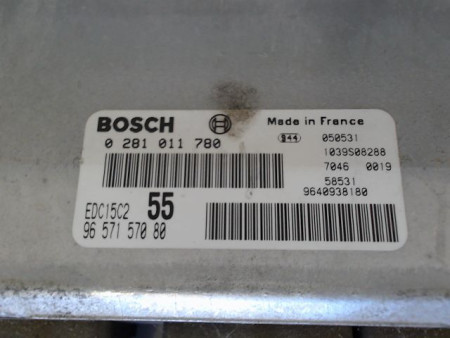 BOSCH Made in France
0 281 011 780 944 050531
1039S08288
7046 0019
58531
9640938180
EDC15C2 55
96 571 570 80